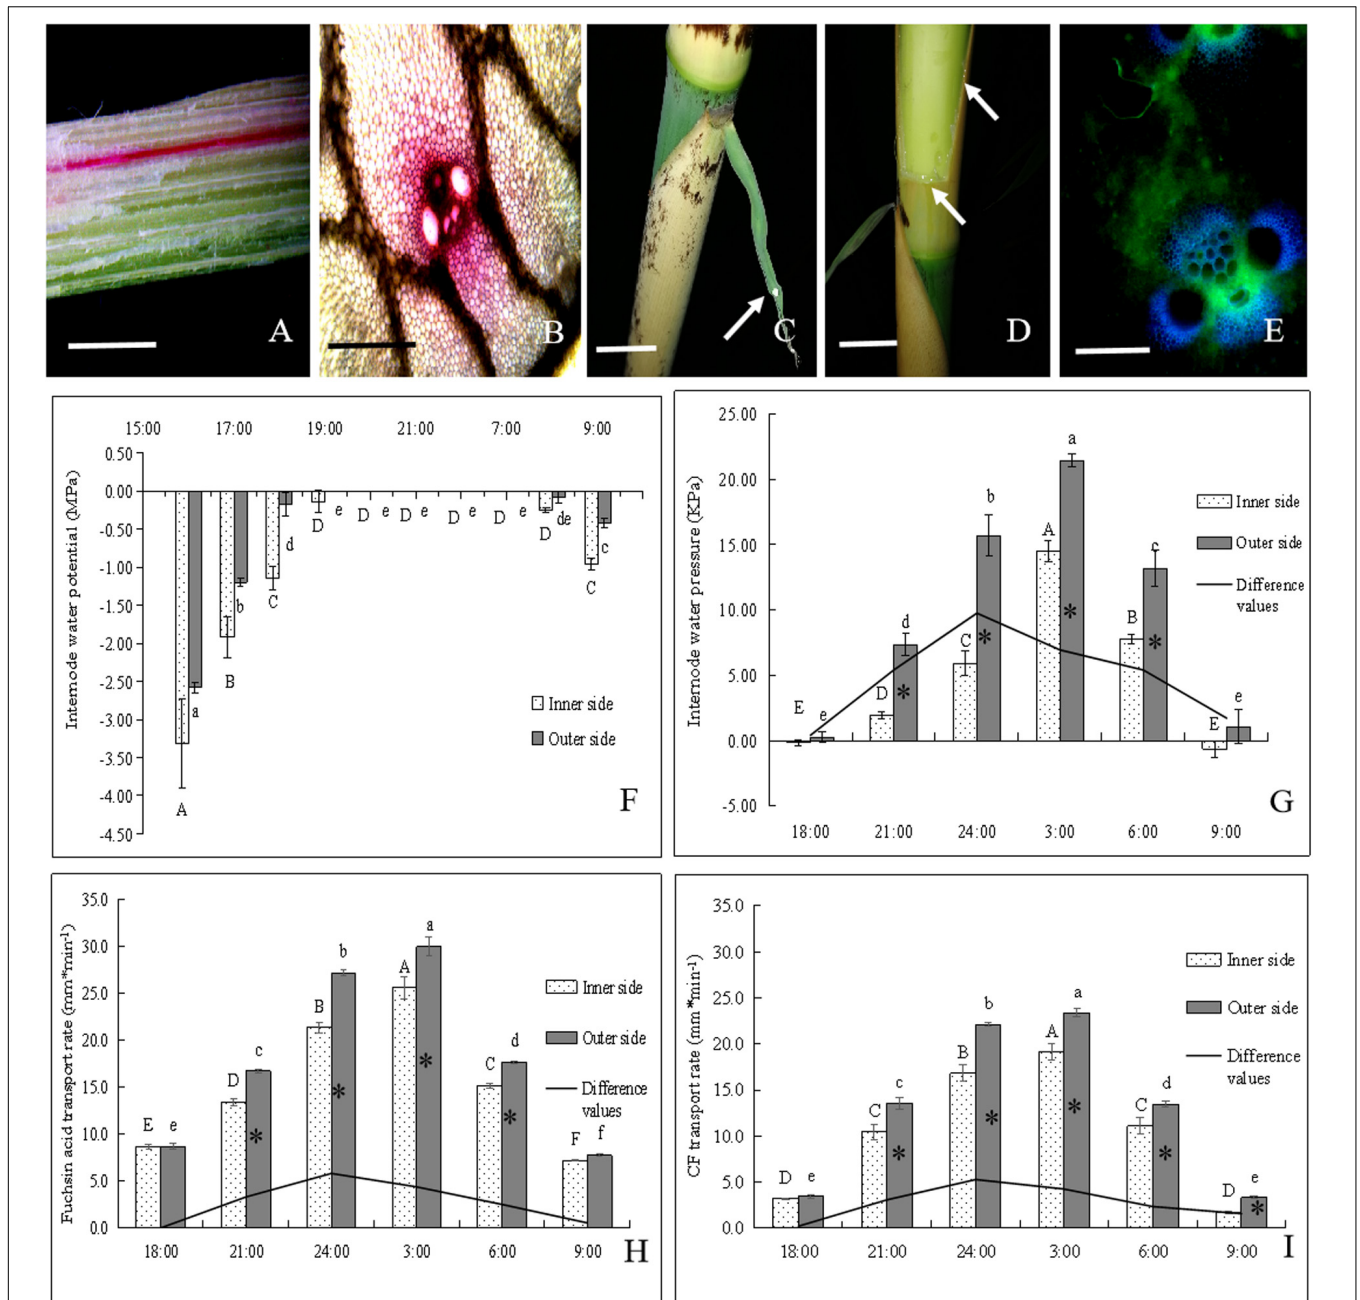 A
B
C
D
E
15:00 17:00 19:00 21:00 7:00 9:00
0.50
0.00
-0.50
-1.00
-1.50
-2.00
-2.50
-3.00
-3.50
-4.00
-4.50
Internode water potential (MPa)
A a B b C d D e D e D e D e D e D de C c
Inner side
Outer side
F
25.00
20.00
15.00
10.00
5.00
0.00
-5.00
Internode water pressure (KPa)
E e D d * C b * A a * B c * E e
Inner side
Outer side
Difference
values
18:00 21:00 24:00 3:00 6:00 9:00
G
35.0
30.0
25.0
20.0
15.0
10.0
5.0
0.0
Fuchsin acid transport rate (mm*min-1)
E e D c * B b * A a * C d * F f
Inner side
Outer side
Difference
values
18:00 21:00 24:00 3:00 6:00 9:00
H
35.0
30.0
25.0
20.0
15.0
10.0
5.0
0.0
CF transport rate (mm*min-1)
D e C c * B b * A a * C d * D e *
Inner side
Outer side
Difference
values
18:00 21:00 24:00 3:00 6:00 9:00
I